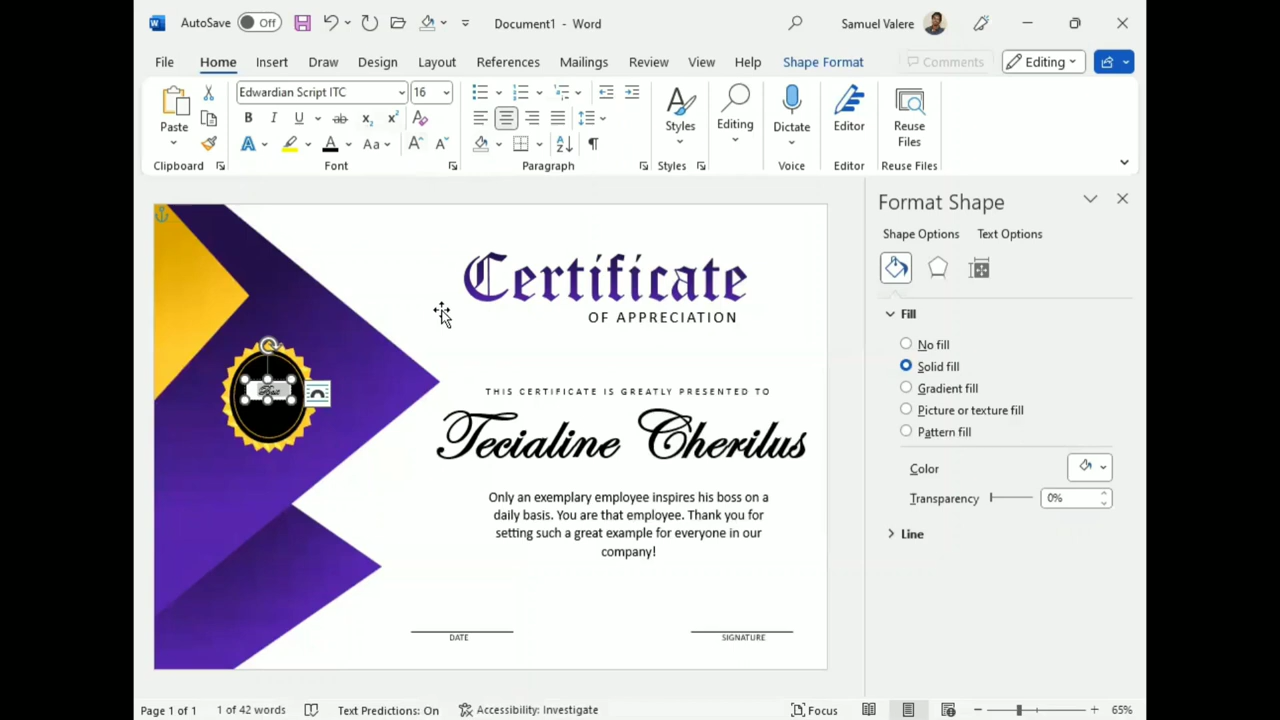 AutoSave Off Document1 - Word Samuel Valere
File Home Insert Draw Design Layout References Mailings Review View Help Shape Format Comments Editing
Edwardian Script ITC 16
Paste Styles Editing Dictate Editor Reuse Files
Clipboard Font Paragraph Styles Voice Editor Reuse Files
Certificate
OF APPRECIATION
THIS CERTIFICATE IS GREATLY PRESENTED TO
Tecialine Cherilus
Only an exemplary employee inspires his boss on a
daily basis. You are that employee. Thank you for
setting such a great example for everyone in our
company!
DATE SIGNATURE
Format Shape
Shape Options Text Options
Fill
No fill
Solid fill
Gradient fill
Picture or texture fill
Pattern fill
Color
Transparency 0%
Line
Page 1 of 1 1 of 42 words Text Predictions: On Accessibility: Investigate Focus 65%